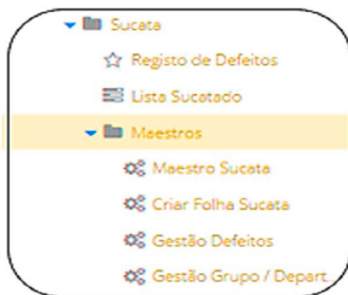 Sucata
Registo de Defeitos
Lista Sucatado
Maestros
Maestro Sucata
Criar Folha Sucata
Gestão Defeitos
Gestão Grupo / Depart...